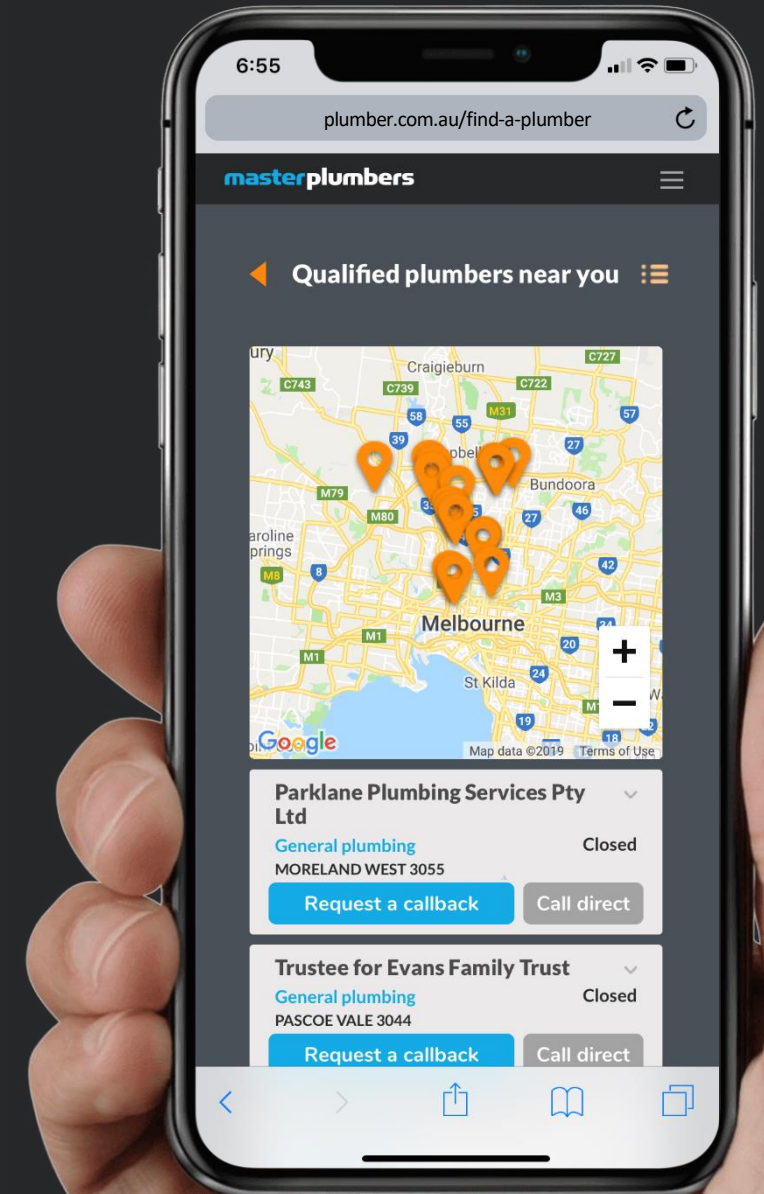 6:55
plumber.com.au/find-a-plumber
masterplumbers
Qualified plumbers near you
ury
Craigieburn
C727
C743
C739
C722
58
55
M31
57
39
27
pbell
Bundoora
M79
M80
27
46
aroline
prings
M8
8
42
M3
Melbourne
M1
M1
20
+
St Kilda
24
−
19
18
Google
Map data ©2019
Terms of Use
Parklane Plumbing Services Pty
Ltd
General plumbing
Closed
MORELAND WEST 3055
Request a callback
Call direct
Trustee for Evans Family Trust
General plumbing
Closed
PASCOE VALE 3044
Request a callback
Call direct